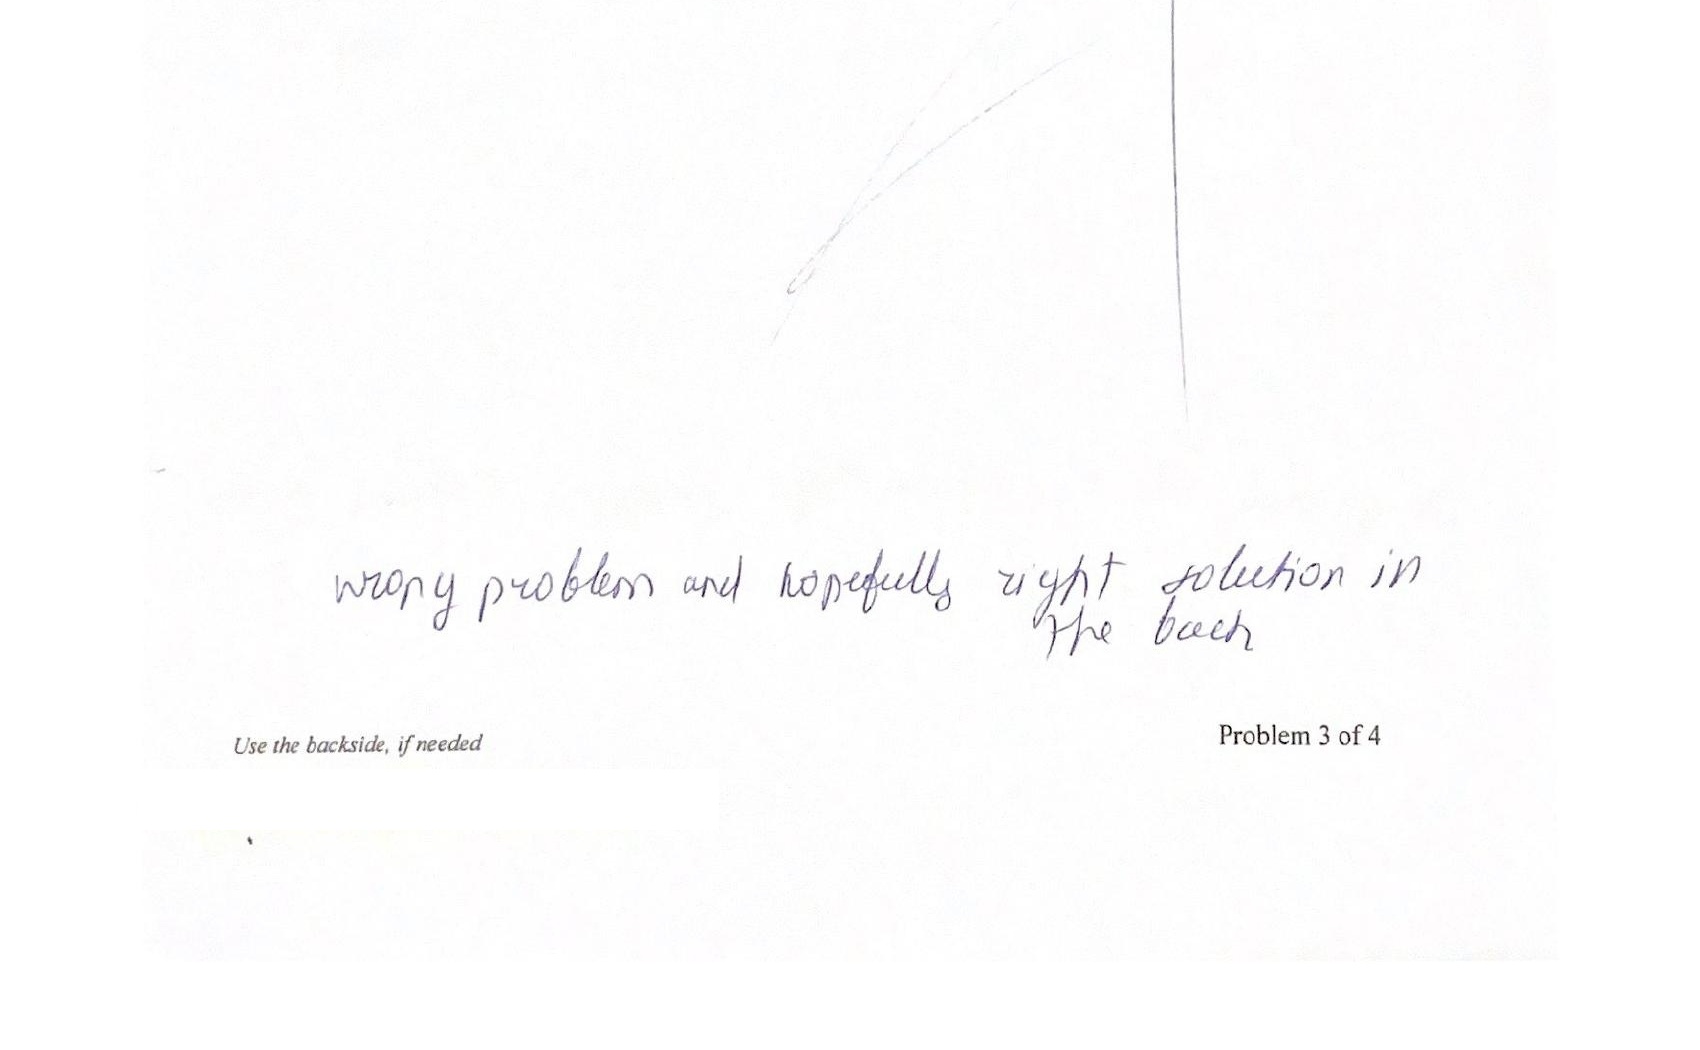 wrong problem and hopefully right solution in
the back
Use the backside, if needed
Problem 3 of 4